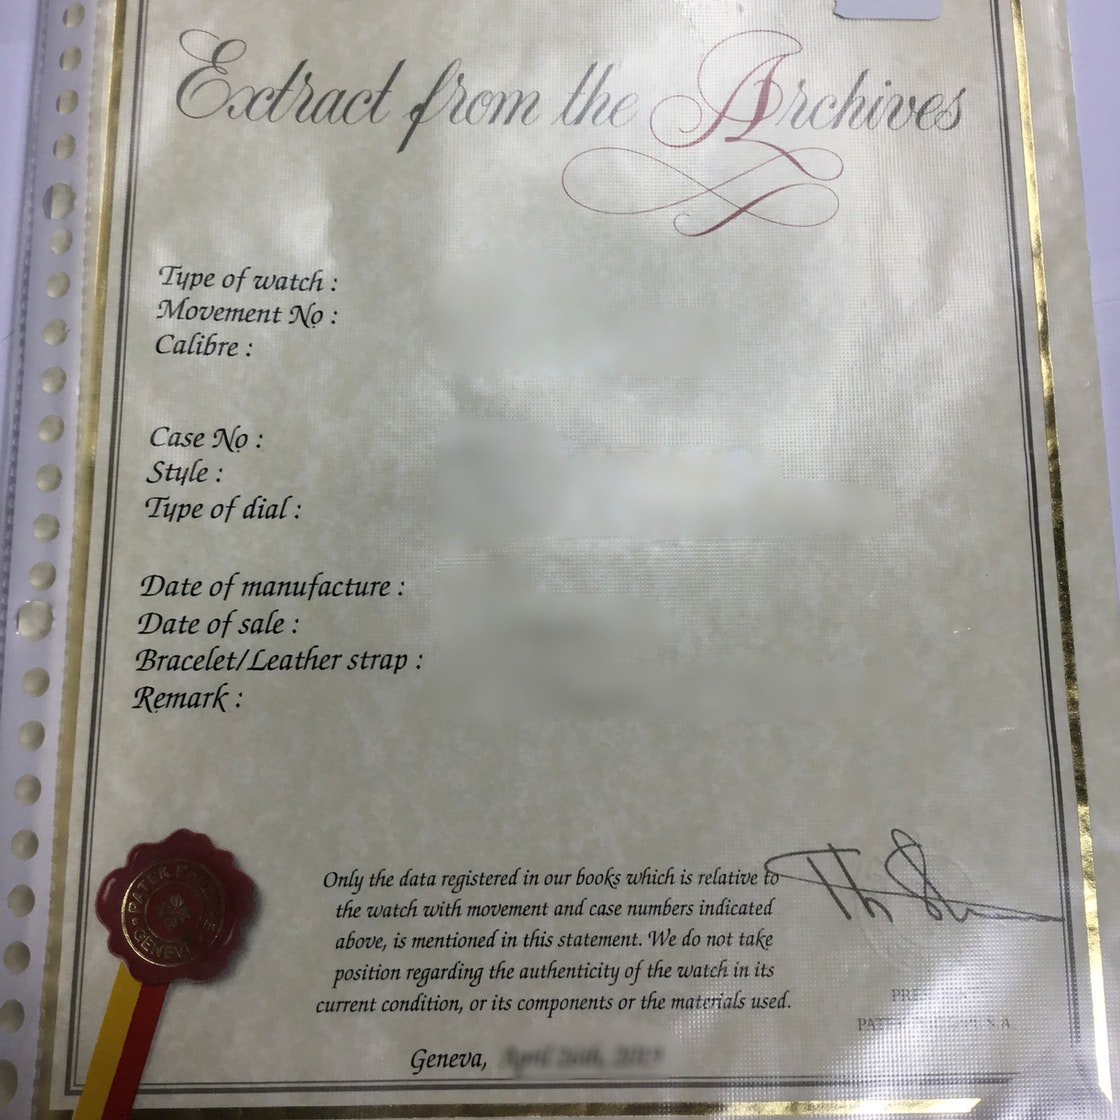 Extract from the Archives
Type of watch :
Movement No :
Calibre :
Case No :
Style :
Type of dial :
Date of manufacture :
Date of sale :
Bracelet/Leather strap :
Remark :
Only the data registered in our books which is relative to
the watch with movement and case numbers indicated
above, is mentioned in this statement. We do not take
position regarding the authenticity of the watch in its
current condition, or its components or the materials used.
PATEK
GENEVE
Geneva,